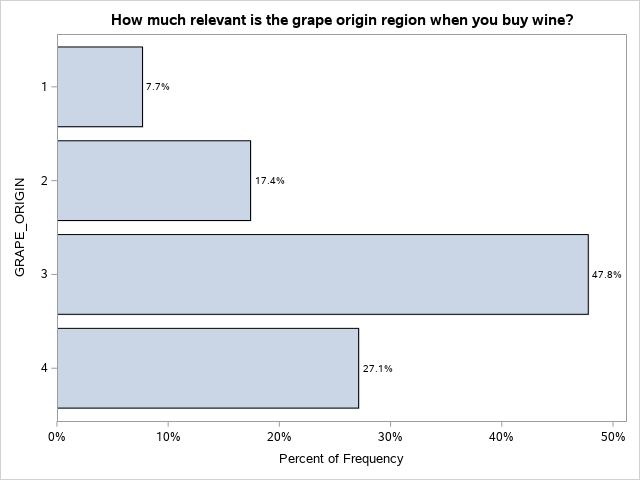 How much relevant is the grape origin region when you buy wine?
GRAPE_ORIGIN
1
7.7%
2
17.4%
3
47.8%
4
27.1%
0% 10% 20% 30% 40% 50%
Percent of Frequency